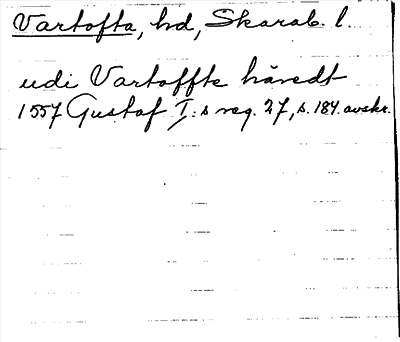 Vartofta, hd, Skarab. l.
udi Vartoffte häredt
1557 Gustaf I:s reg. 27, s. 184. avskr.